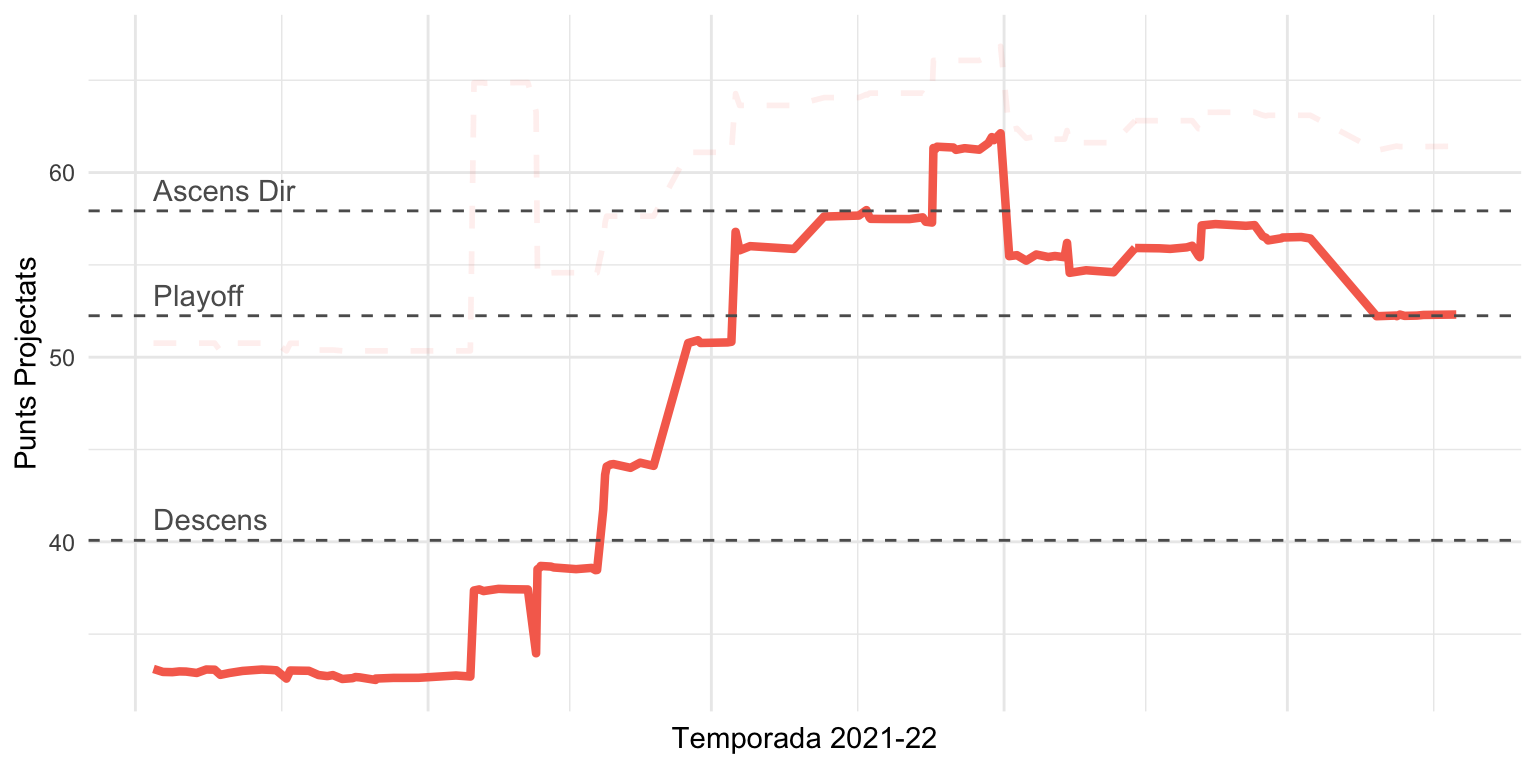 60
50
40
Ascens Dir
Playoff
Descens
Punts Projectats
Temporada 2021-22